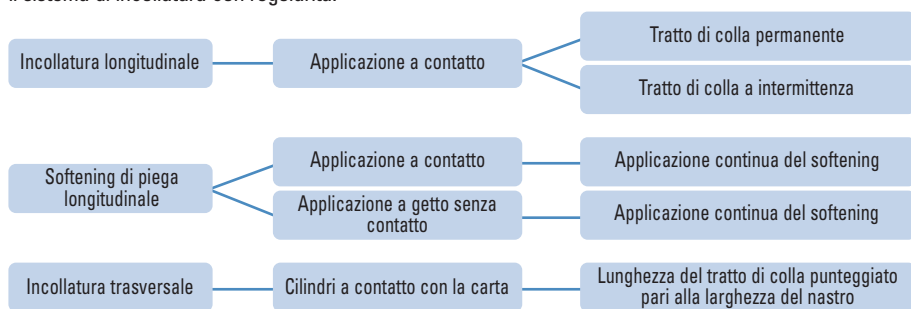 il sistema di incollatura con regolarità.
Incollatura longitudinale
Applicazione a contatto
Tratto di colla permanente
Tratto di colla a intermittenza
Softening di piega
longitudinale
Applicazione a contatto
Applicazione continua del softening
Applicazione a getto senza
contatto
Applicazione continua del softening
Incollatura trasversale
Cilindri a contatto con la carta
Lunghezza del tratto di colla punteggiato
pari alla larghezza del nastro